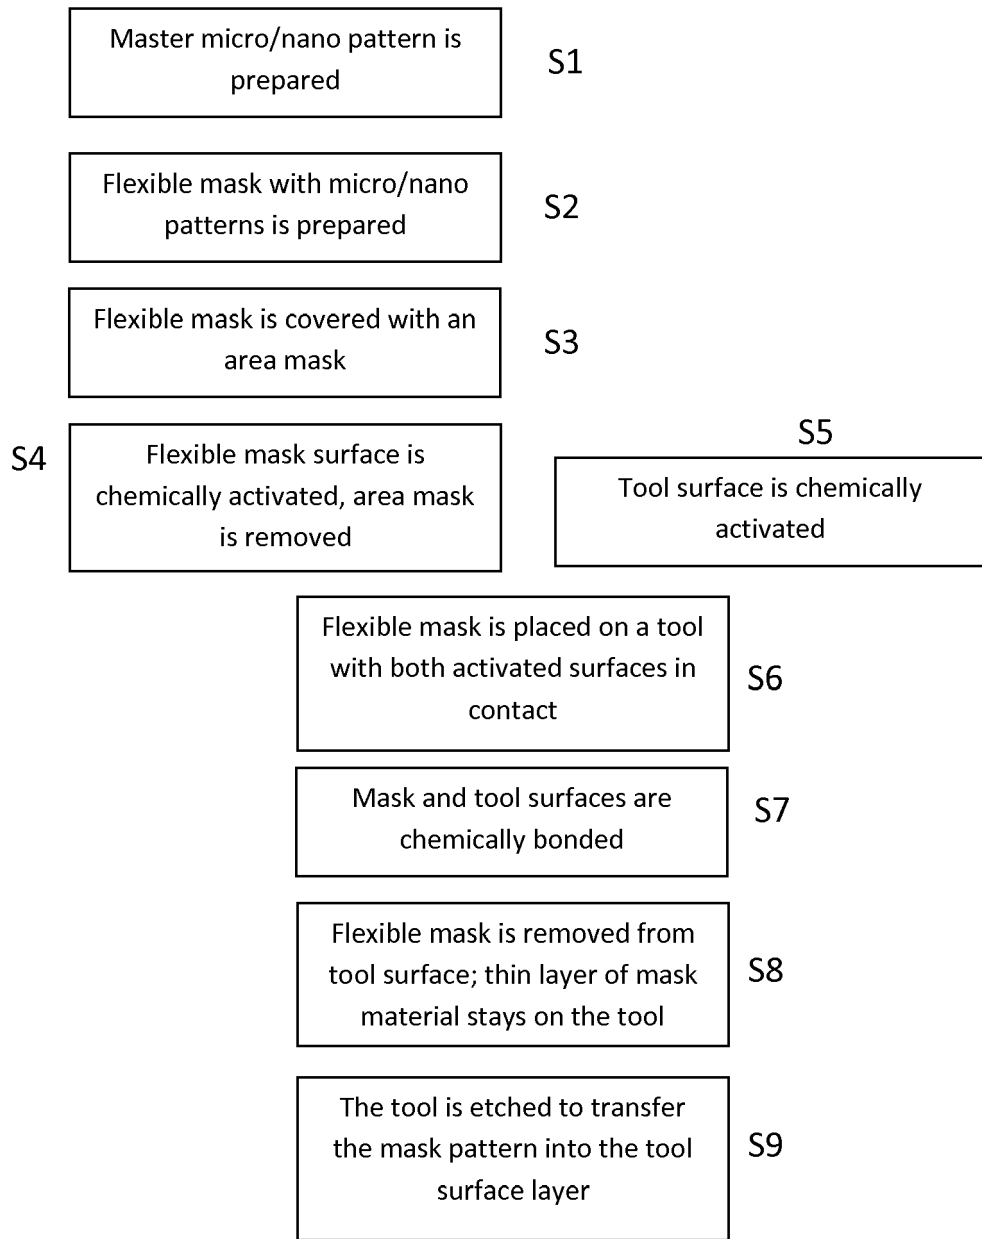 Master micro/nano pattern is
prepared
S1
Flexible mask with micro/nano
patterns is prepared
S2
Flexible mask is covered with an
area mask
S3
S4
Flexible mask surface is
chemically activated, area mask
is removed
S5
Tool surface is chemically
activated
Flexible mask is placed on a tool
with both activated surfaces in
contact
S6
Mask and tool surfaces are
chemically bonded
S7
Flexible mask is removed from
tool surface; thin layer of mask
material stays on the tool
S8
The tool is etched to transfer
the mask pattern into the tool
surface layer
S9